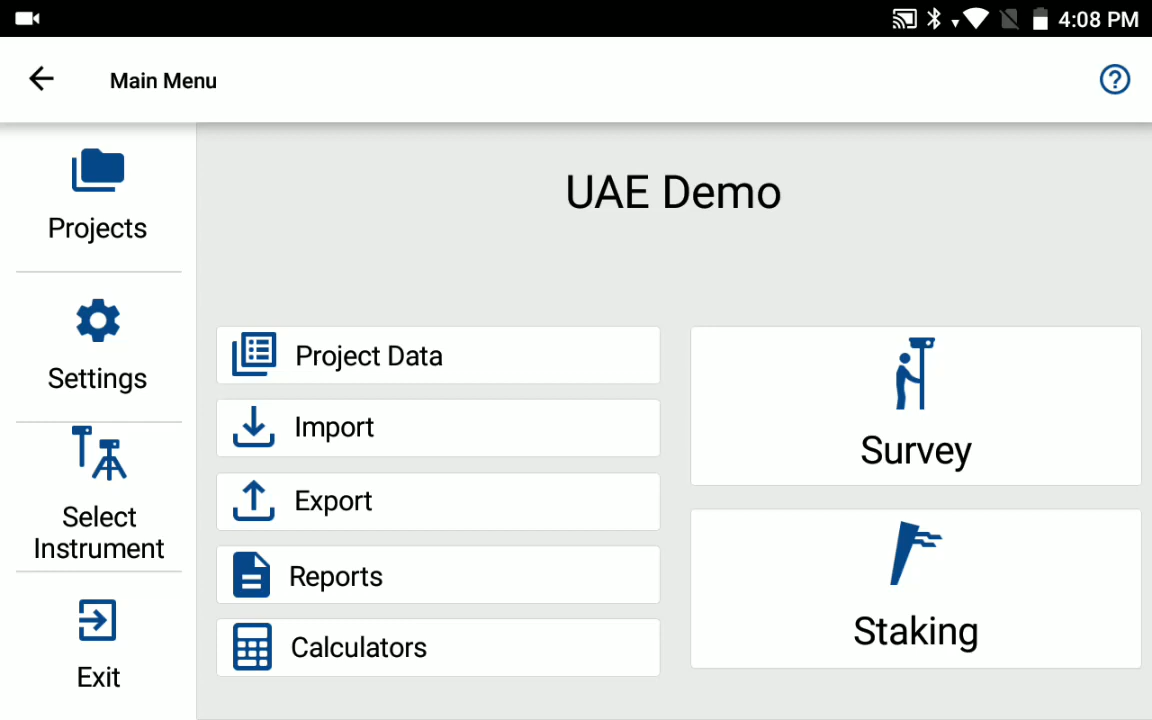 4:08 PM
Main Menu
Projects
Settings
Select
Instrument
Exit
UAE Demo
Project Data
Import
Export
Reports
Calculators
Survey
Staking